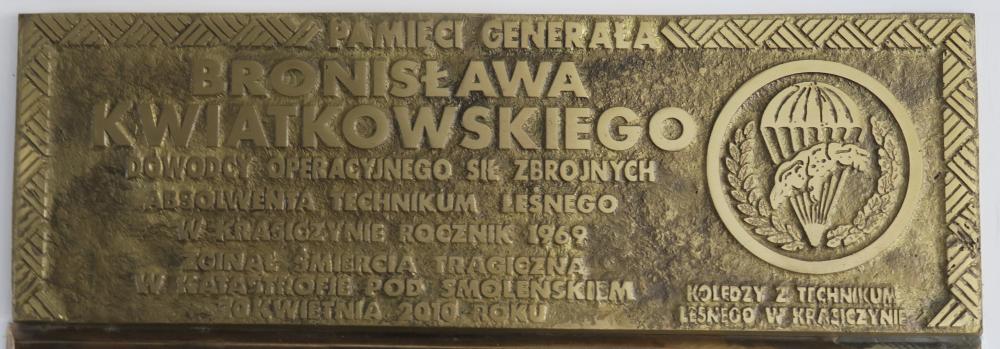 PAMIĘCI GENERAŁA
BRONISŁAWA
KWIATKOWSKIEGO
DOWÓDCY OPERACYJNEGO SIŁ ZBROJNYCH
ABSOLWENTA TECHNIKUM LEŚNEGO
W KRASICZYNIE ROCZNIK 1969
ZGINĄŁ ŚMIERCIĄ TRAGICZNĄ
W KATASTROFIE POD SMOLEŃSKIEM
10 KWIETNIA 2010 ROKU
KOLEDZY Z TECHNIKUM
LEŚNEGO W KRASICZYNIE